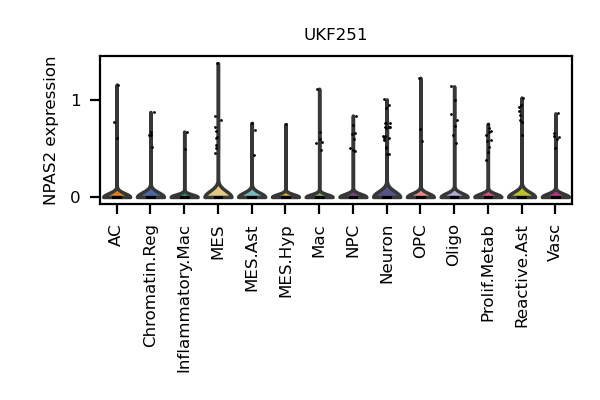 UKF251
NPAS2 expression
1
0
AC
Chromatin.Reg
Inflammatory.Mac
MES
MES.Ast
MES.Hyp
Mac
NPC
Neuron
OPC
Oligo
Prolif.Metab
Reactive.Ast
Vasc